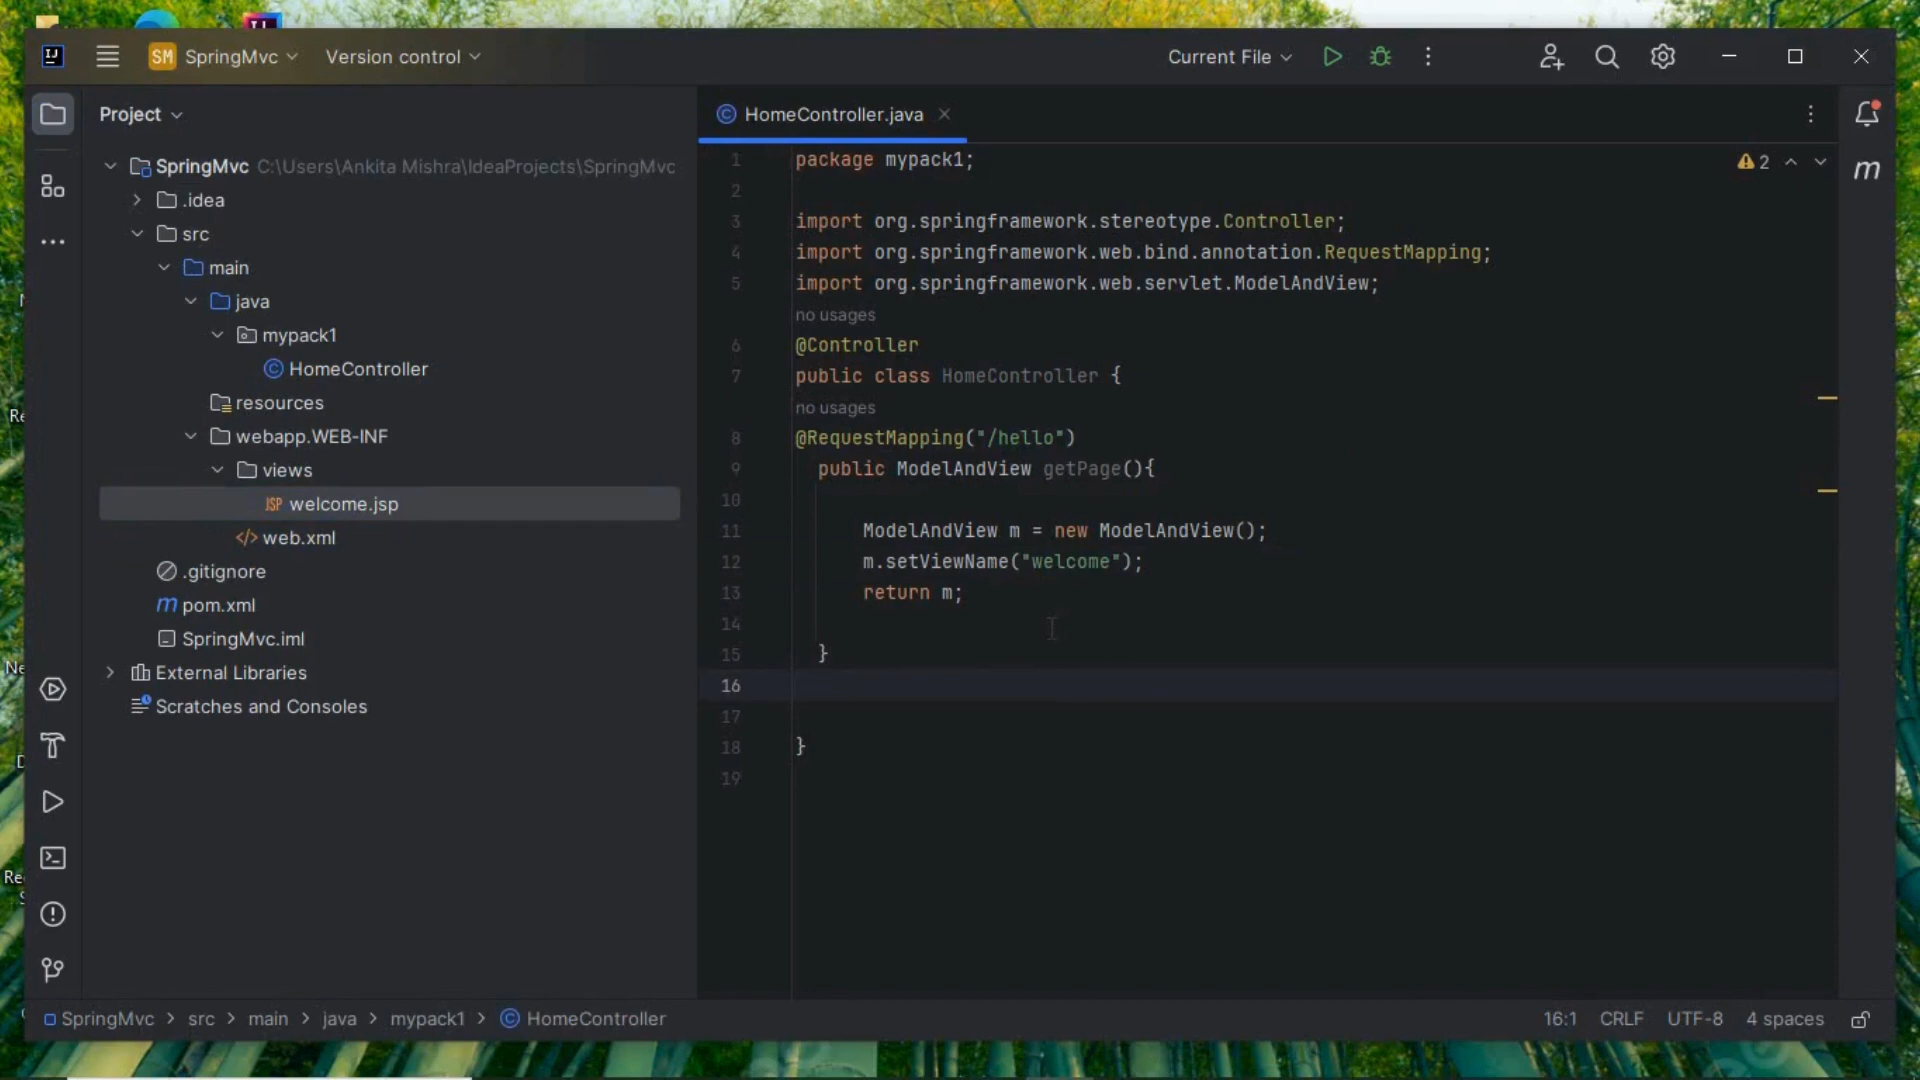 SM SpringMvc
Version control
Current File
Project
SpringMvc C:\Users\Ankita Mishra\IdeaProjects\SpringMvc
.idea
src
main
java
mypack1
HomeController
resources
webapp.WEB-INF
views
JSP welcome.jsp
</> web.xml
.gitignore
m pom.xml
SpringMvc.iml
External Libraries
Scratches and Consoles
HomeController.java
2
m
1 package mypack1;
2
3 import org.springframework.stereotype.Controller;
4 import org.springframework.web.bind.annotation.RequestMapping;
5 import org.springframework.web.servlet.ModelAndView;
no usages
6 @Controller
7 public class HomeController {
no usages
8 @RequestMapping("/hello")
9 public ModelAndView getPage(){
10
11 ModelAndView m = new ModelAndView();
12 m.setViewName("welcome");
13 return m;
14
15 }
16
17
18 }
19
SpringMvc > src > main > java > mypack1 > HomeController
16:1 CRLF UTF-8 4 spaces